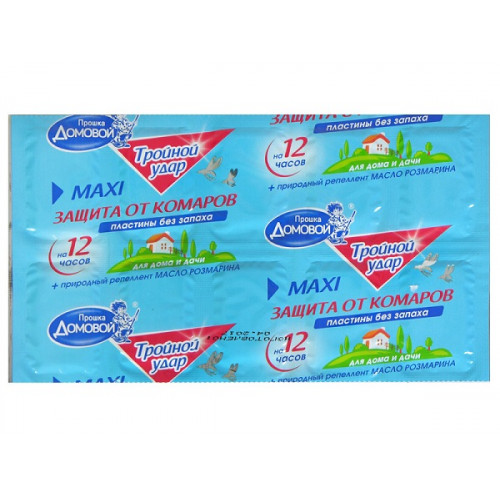 Прошка
ДОМОВОЙ
Тройной
удар
MAXI
ЗАЩИТА ОТ КОМАРОВ
пластины без запаха
на 12
часов
для дома и дачи
+ природный репеллент МАСЛО РОЗМАРИНА
ЗАЩИТА ОТ КОМАРОВ
пластины без запаха
на 12
часов
для дома и дачи
+ природный репеллент МАСЛО РОЗМАРИНА
Прошка
ДОМОВОЙ
Тройной
удар
MAXI
ЗАЩИТА ОТ КОМАРОВ
пластины без запаха
на 12
часов
для дома и дачи
+ природный репеллент МАСЛО РОЗМАРИНА
Прошка
ДОМОВОЙ
Тройной
удар
MAXI